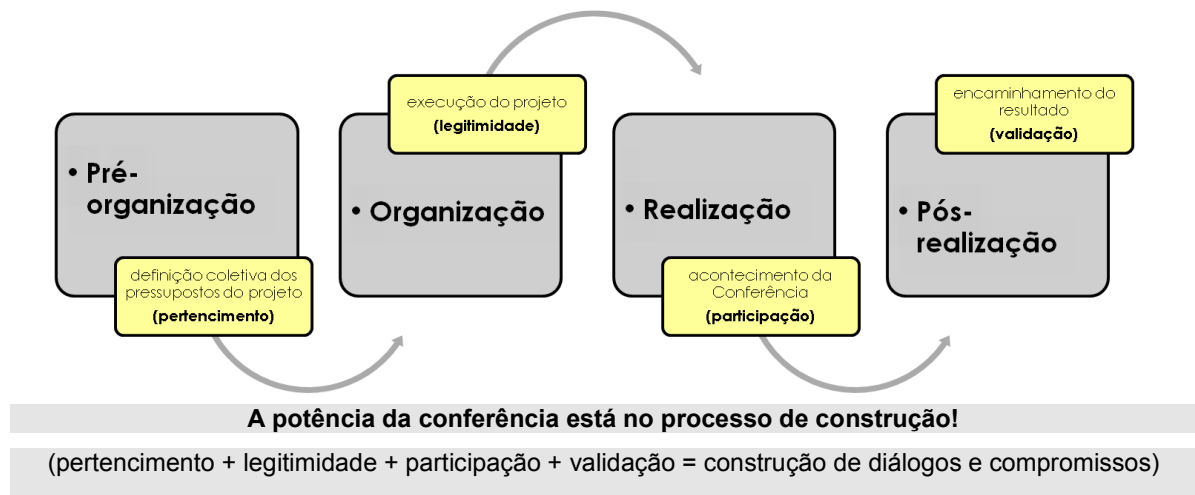 • Pré-
organização
definição coletiva dos
pressupostos do projeto
(pertencimento)
execução do projeto
(legitimidade)
• Organização
• Realização
acontecimento da
Conferência
(participação)
encaminhamento do
resultado
(validação)
• Pós-
realização
A potência da conferência está no processo de construção!
(pertencimento + legitimidade + participação + validação = construção de diálogos e compromissos)